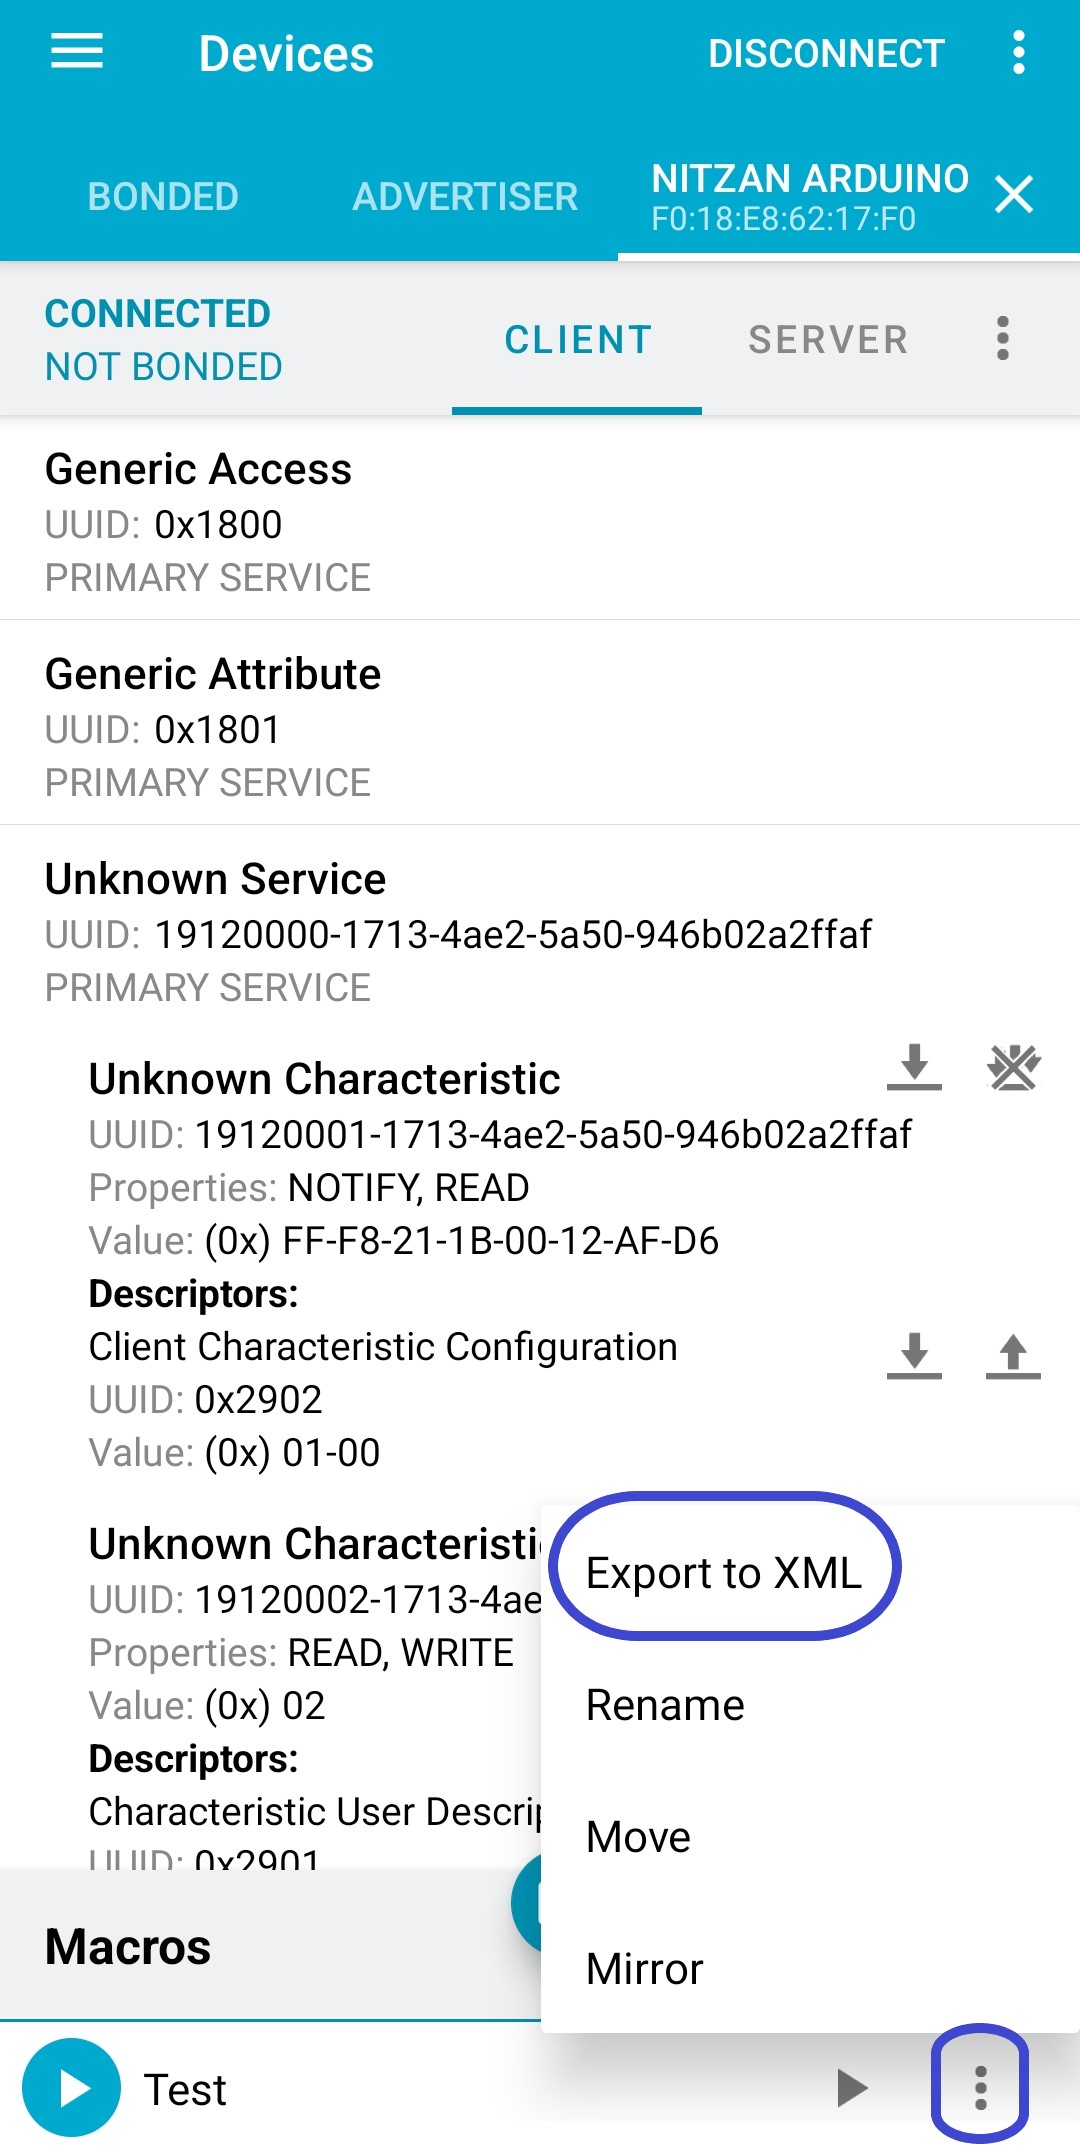 Devices
DISCONNECT
BONDED
ADVERTISER
NITZAN ARDUINO
F0:18:E8:62:17:F0
CONNECTED
NOT BONDED
CLIENT
SERVER
Generic Access
UUID: 0x1800
PRIMARY SERVICE
Generic Attribute
UUID: 0x1801
PRIMARY SERVICE
Unknown Service
UUID: 19120000-1713-4ae2-5a50-946b02a2ffaf
PRIMARY SERVICE
Unknown Characteristic
UUID: 19120001-1713-4ae2-5a50-946b02a2ffaf
Properties: NOTIFY, READ
Value: (0x) FF-F8-21-1B-00-12-AF-D6
Descriptors:
Client Characteristic Configuration
UUID: 0x2902
Value: (0x) 01-00
Unknown Characteristi
UUID: 19120002-1713-4ae
Properties: READ, WRITE
Value: (0x) 02
Descriptors:
Characteristic User Descrip
UUID: 0x2901
Export to XML
Rename
Move
Mirror
Macros
Test